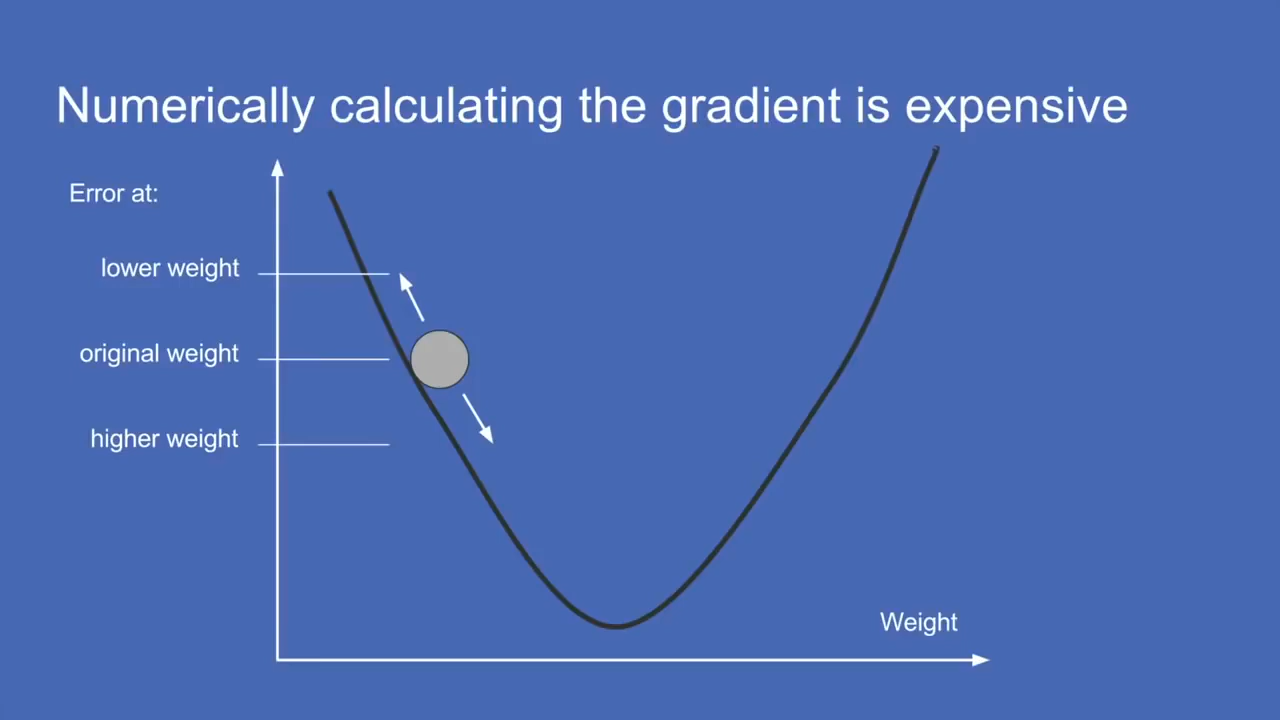 Numerically calculating the gradient is expensive
Error at:
lower weight
original weight
higher weight
Weight